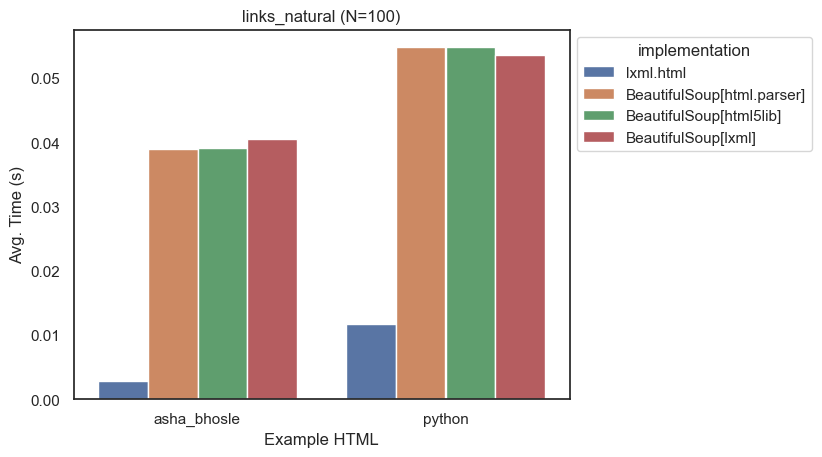 links_natural (N=100)
implementation
lxml.html
BeautifulSoup[html.parser]
BeautifulSoup[html5lib]
BeautifulSoup[lxml]
Avg. Time (s)
0.05
0.04
0.03
0.02
0.01
0.00
asha_bhosle
python
Example HTML